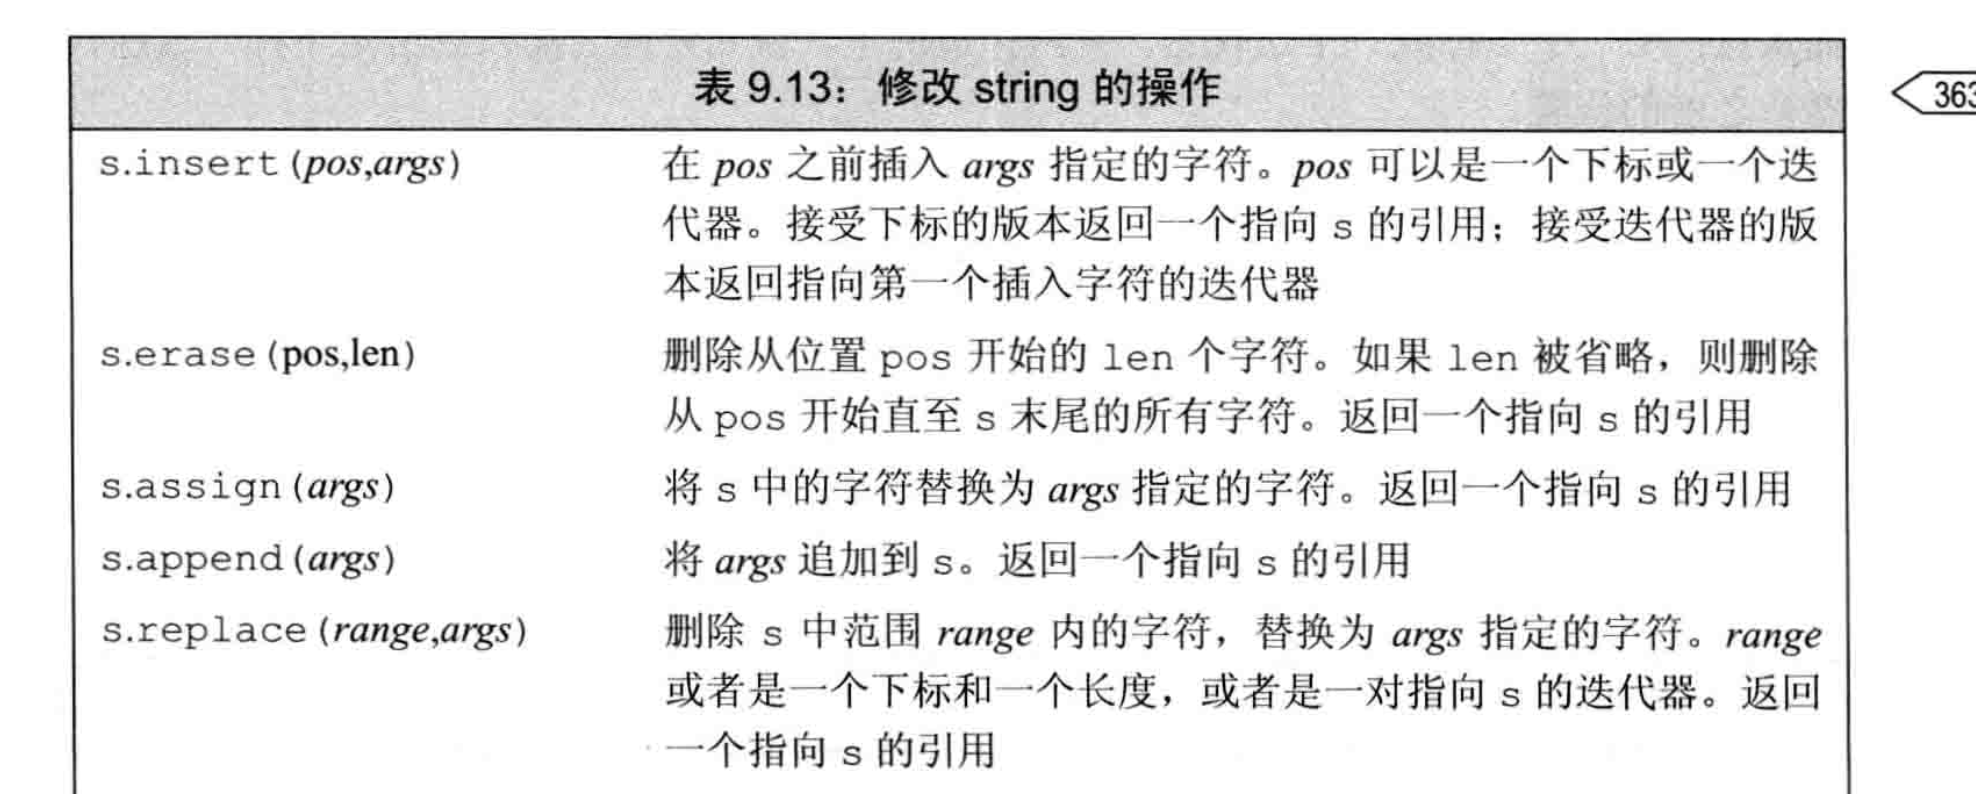 表 9.13：修改 string 的操作
363
s.insert(pos,args) 在 pos 之前插入 args 指定的字符。pos 可以是一个下标或一个迭
代器。接受下标的版本返回一个指向 s 的引用；接受迭代器的版
本返回指向第一个插入字符的迭代器
s.erase(pos,len) 删除从位置 pos 开始的 len 个字符。如果 len 被省略，则删除
从 pos 开始直至 s 末尾的所有字符。返回一个指向 s 的引用
s.assign(args) 将 s 中的字符替换为 args 指定的字符。返回一个指向 s 的引用
s.append(args) 将 args 追加到 s。返回一个指向 s 的引用
s.replace(range,args) 删除 s 中范围 range 内的字符，替换为 args 指定的字符。range
或者是一个下标和一个长度，或者是一对指向 s 的迭代器。返回
一个指向 s 的引用